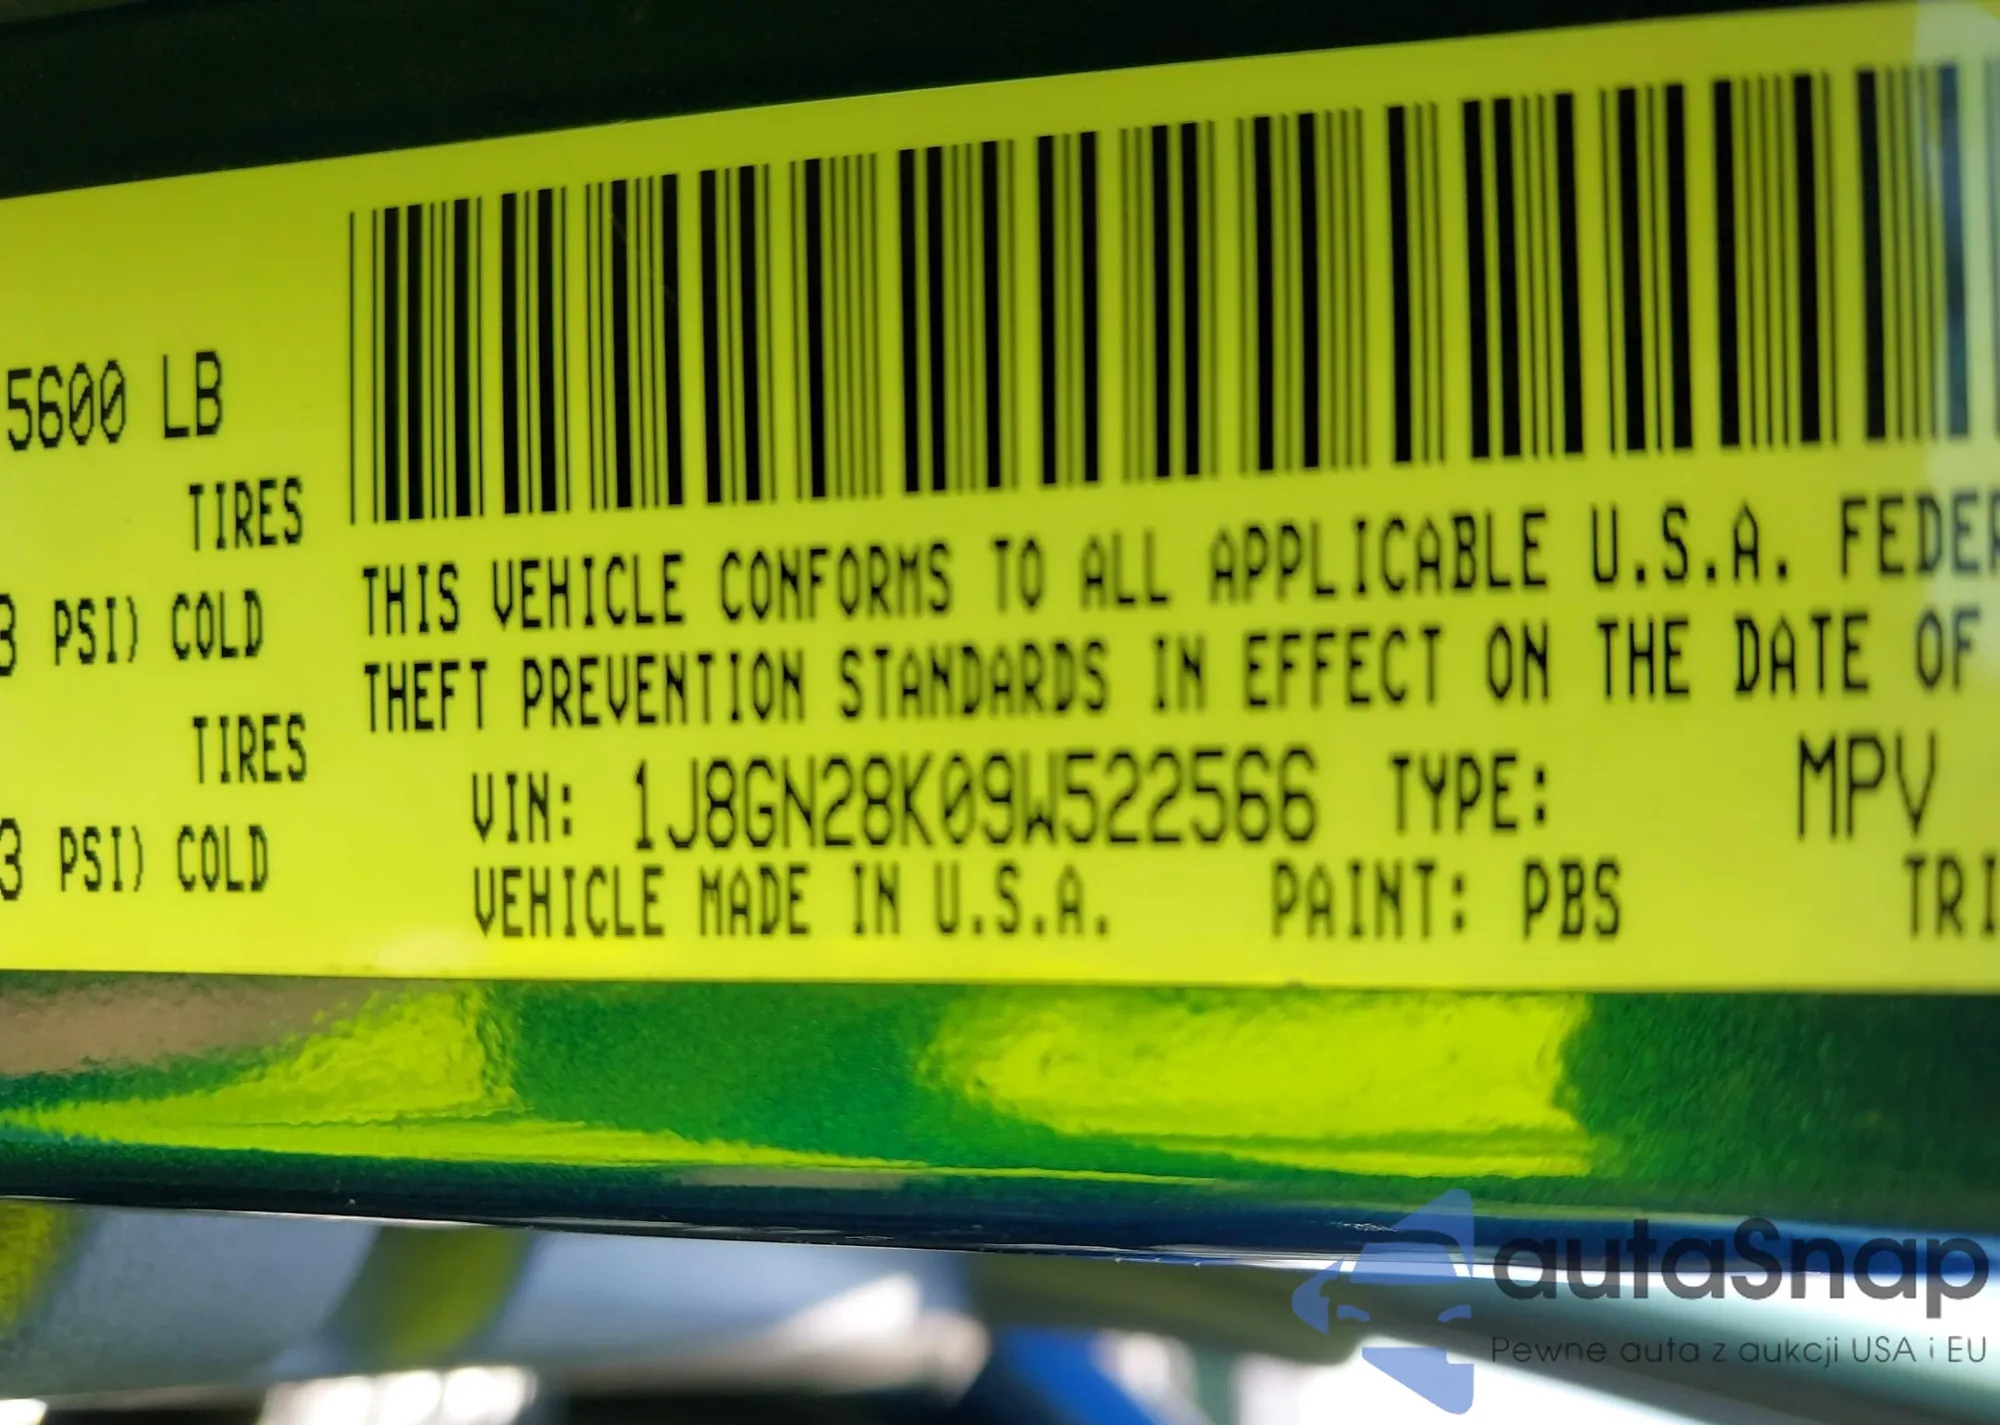 5600 LB
TIRES
3 PSI) COLD
TIRES
3 PSI) COLD
THIS VEHICLE CONFORMS TO ALL APPLICABLE U.S.A. FEDER
THEFT PREVENTION STANDARDS IN EFFECT ON THE DATE OF
VIN: 1J8GN28K09W522566 TYPE: MPV
VEHICLE MADE IN U.S.A. PAINT: PBS TRI
autaSnap
Pewne auta z aukcji USA i EU